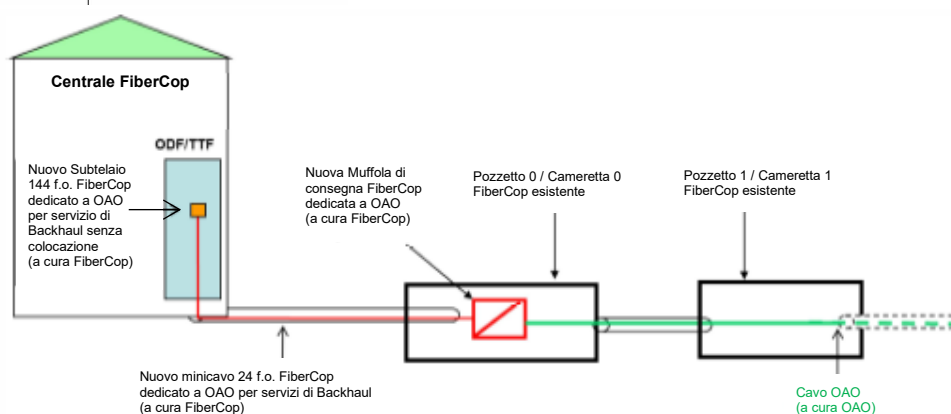 Centrale FiberCop
ODF/TTF
Nuovo Subtelaio
144 f.o. FiberCop
dedicato a OAO
per servizio di
Backhaul senza
colocazione
(a cura FiberCop)
Nuova Muffola di
consegna FiberCop
dedicata a OAO
(a cura FiberCop)
Pozzetto 0 / Cameretta 0
FiberCop esistente
Pozzetto 1 / Cameretta 1
FiberCop esistente
Nuovo minicavo 24 f.o. FiberCop
dedicato a OAO per servizi di Backhaul
(a cura FiberCop)
Cavo OAO
(a cura OAO)